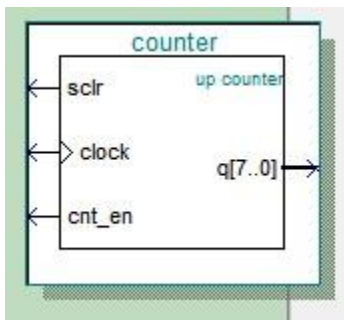 counter
up counter
sclr
clock
q[7..0]
cnt_en